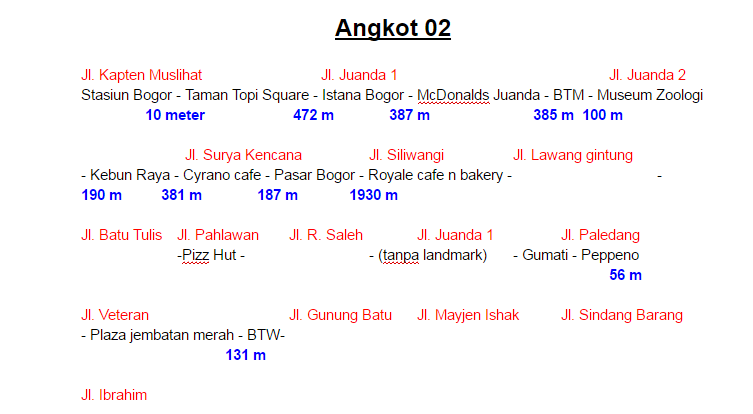 Angkot 02
Jl. Kapten Muslihat Jl. Juanda 1 Jl. Juanda 2
Stasiun Bogor - Taman Topi Square - Istana Bogor - McDonalds Juanda - BTM - Museum Zoologi
10 meter 472 m 387 m 385 m 100 m
Jl. Surya Kencana Jl. Siliwangi Jl. Lawang gintung
- Kebun Raya - Cyrano cafe - Pasar Bogor - Royale cafe n bakery - -
190 m 381 m 187 m 1930 m
Jl. Batu Tulis Jl. Pahlawan Jl. R. Saleh Jl. Juanda 1 Jl. Paledang
-Pizz Hut - - (tanpa landmark) - Gumati - Peppeno
56 m
Jl. Veteran Jl. Gunung Batu Jl. Mayjen Ishak Jl. Sindang Barang
- Plaza jembatan merah - BTW-
131 m
Jl. Ibrahim